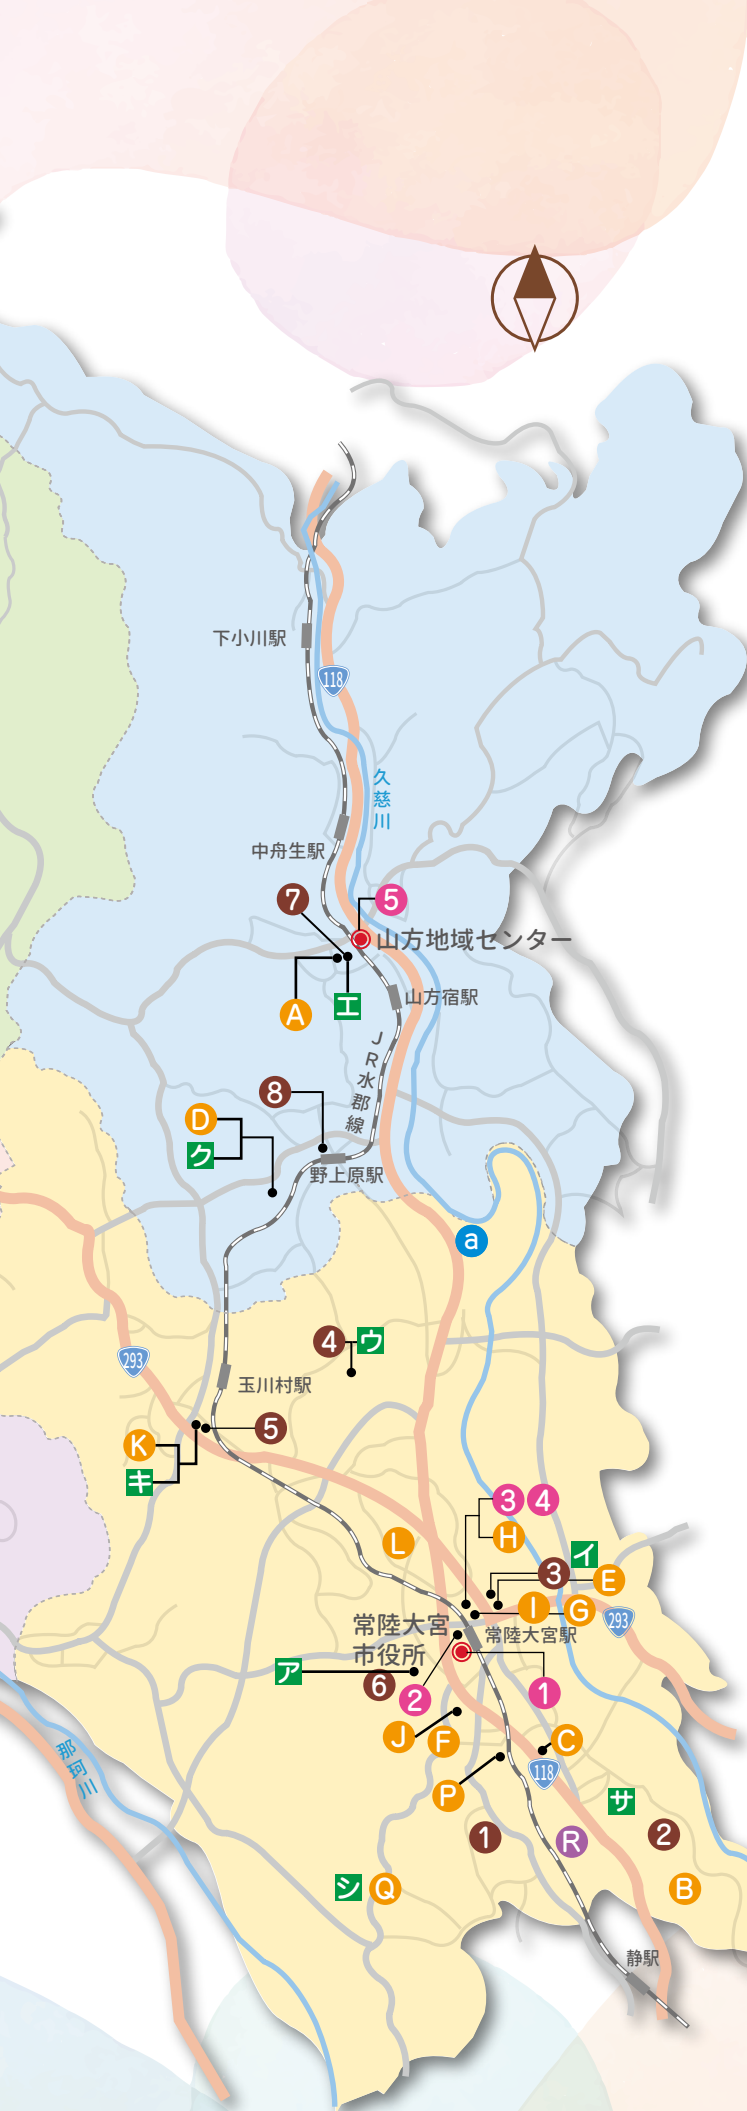 下小川駅
118
久慈川
中舟生駅
7
5
山方地域センター
A
エ
山方宿駅
JR水郡線
8
D
ク
野上原駅
a
4
ウ
293
玉川村駅
5
K
キ
3
4
H
L
イ
3
E
I
G
293
常陸大宮
市役所
常陸大宮駅
ア
6
2
1
J
F
C
118
P
那珂川
サ
1
R
2
シ
Q
B
静駅